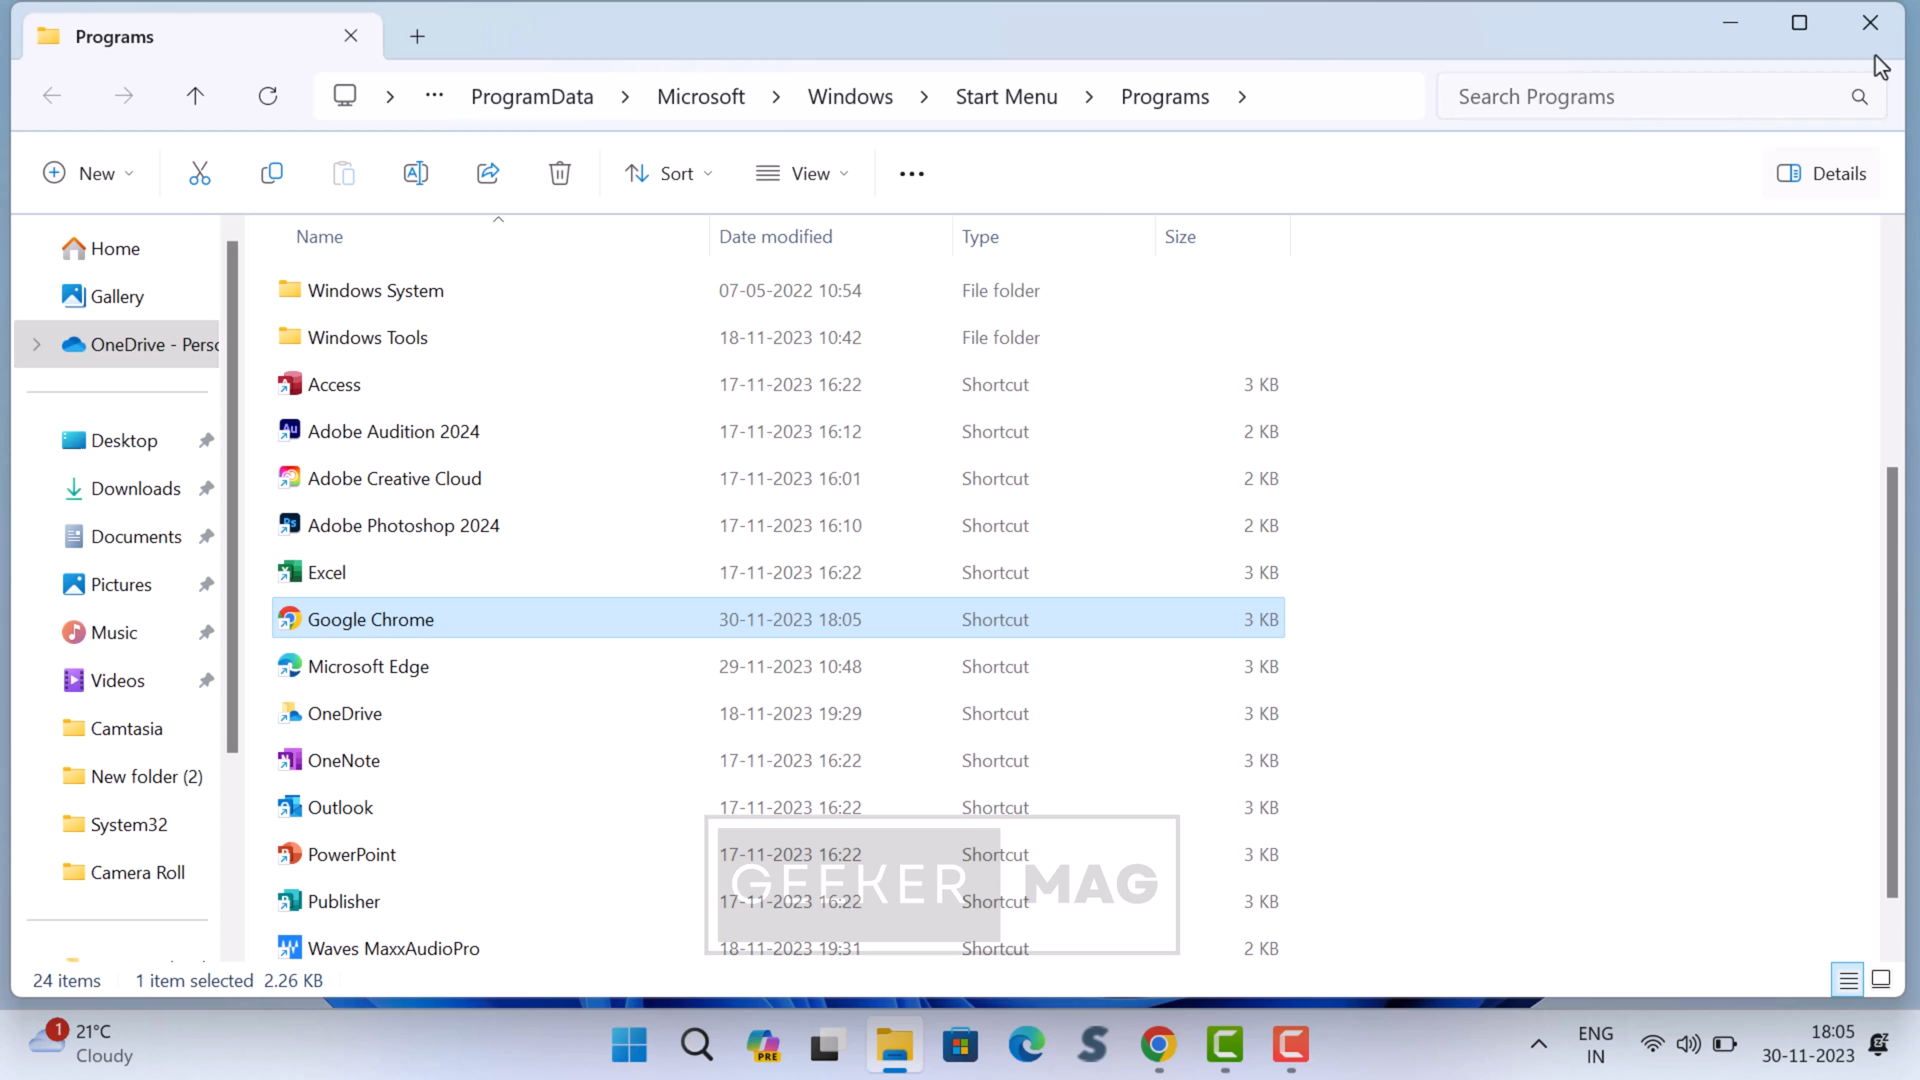 Programs
ProgramData > Microsoft > Windows > Start Menu > Programs >
Search Programs
New
Sort
View
Details
Home
Gallery
OneDrive - Perso
Desktop
Downloads
Documents
Pictures
Music
Videos
Camtasia
New folder (2)
System32
Camera Roll
Name Date modified Type Size
Windows System 07-05-2022 10:54 File folder
Windows Tools 18-11-2023 10:42 File folder
Access 17-11-2023 16:22 Shortcut 3 KB
Adobe Audition 2024 17-11-2023 16:12 Shortcut 2 KB
Adobe Creative Cloud 17-11-2023 16:01 Shortcut 2 KB
Adobe Photoshop 2024 17-11-2023 16:10 Shortcut 2 KB
Excel 17-11-2023 16:22 Shortcut 3 KB
Google Chrome 30-11-2023 18:05 Shortcut 3 KB
Microsoft Edge 29-11-2023 10:48 Shortcut 3 KB
OneDrive 18-11-2023 19:29 Shortcut 3 KB
OneNote 17-11-2023 16:22 Shortcut 3 KB
Outlook 17-11-2023 16:22 Shortcut 3 KB
PowerPoint 17-11-2023 16:22 Shortcut 3 KB
Publisher 17-11-2023 16:22 Shortcut 3 KB
Waves MaxxAudioPro 18-11-2023 19:31 Shortcut 2 KB
GEEKER MAG
24 items 1 item selected 2.26 KB
1
21°C
Cloudy
PRE
ENG
IN
18:05
30-11-2023